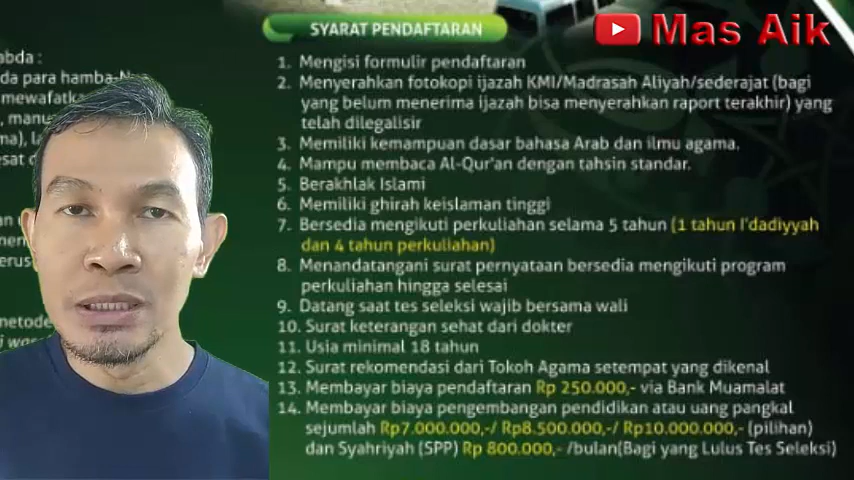 SYARAT PENDAFTARAN
Mas Aik
abda :
da para hamba-N
mewafatka
manu
esat d
men
erus
netode
1. Mengisi formulir pendaftaran
2. Menyerahkan fotokopi ijazah KMI/Madrasah Aliyah/sederajat (bagi
yang belum menerima ijazah bisa menyerahkan raport terakhir) yang
telah dilegalisir
3. Memiliki kemampuan dasar bahasa Arab dan ilmu agama.
4. Mampu membaca Al-Qur'an dengan tahsin standar.
5. Berakhlak Islami
6. Memiliki ghirah keislaman tinggi
7. Bersedia mengikuti perkuliahan selama 5 tahun (1 tahun I'dadiyyah
dan 4 tahun perkuliahan)
8. Menandatangani surat pernyataan bersedia mengikuti program
perkuliahan hingga selesai
9. Datang saat tes seleksi wajib bersama wali
10. Surat keterangan sehat dari dokter
11. Usia minimal 18 tahun
12. Surat rekomendasi dari Tokoh Agama setempat yang dikenal
13. Membayar biaya pendaftaran Rp 250.000,- via Bank Muamalat
14. Membayar biaya pengembangan pendidikan atau uang pangkal
sejumlah Rp7.000.000,-/ Rp8.500.000,-/ Rp10.000.000,- (pilihan)
dan Syahriyah (SPP) Rp 800.000,- /bulan(Bagi yang Lulus Tes Seleksi)